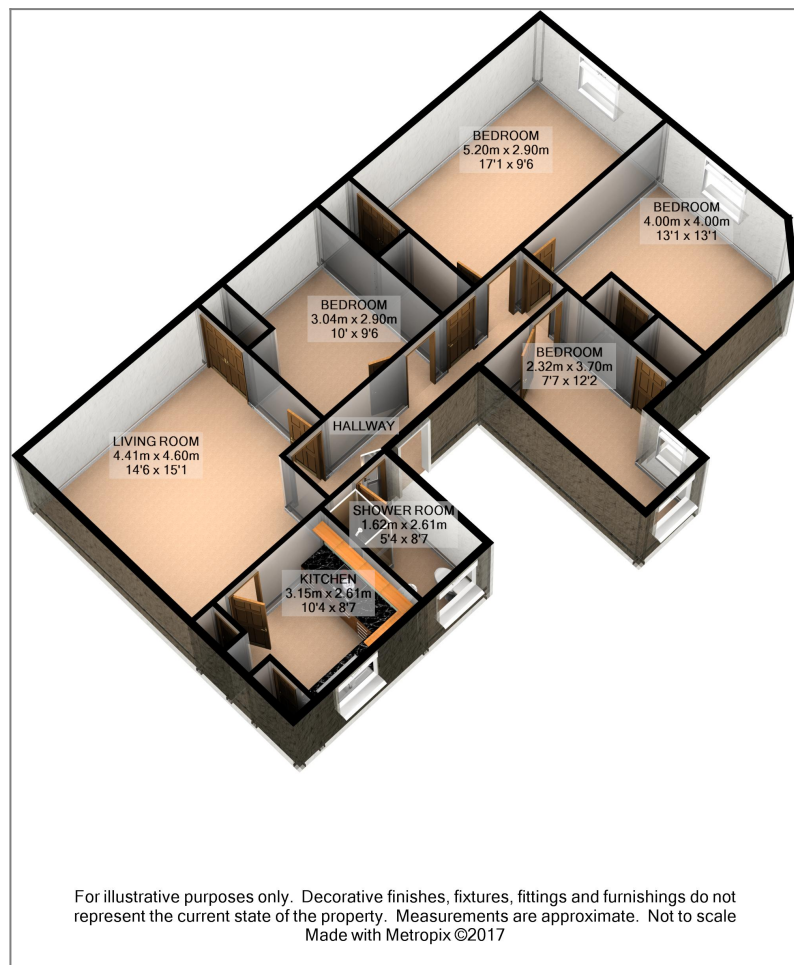 BEDROOM
5.20m x 2.90m
17'1 x 9'6
BEDROOM
4.00m x 4.00m
13'1 x 13'1
BEDROOM
3.04m x 2.90m
10' x 9'6
BEDROOM
2.32m x 3.70m
7'7 x 12'2
HALLWAY
LIVING ROOM
4.41m x 4.60m
14'6 x 15'1
SHOWER ROOM
1.62m x 2.61m
5'4 x 8'7
KITCHEN
3.15m x 2.61m
10'4 x 8'7
For illustrative purposes only. Decorative finishes, fixtures, fittings and furnishings do not
represent the current state of the property. Measurements are approximate. Not to scale
Made with Metropix ©2017